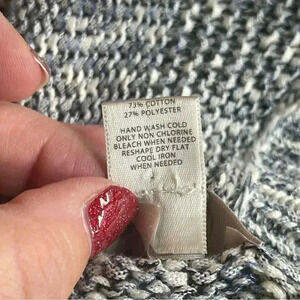 73% COTTON
27% POLYESTER
HAND WASH COLD
ONLY NON CHLORINE
BLEACH WHEN NEEDED
RESHAPE DRY FLAT
COOL IRON
WHEN NEEDED